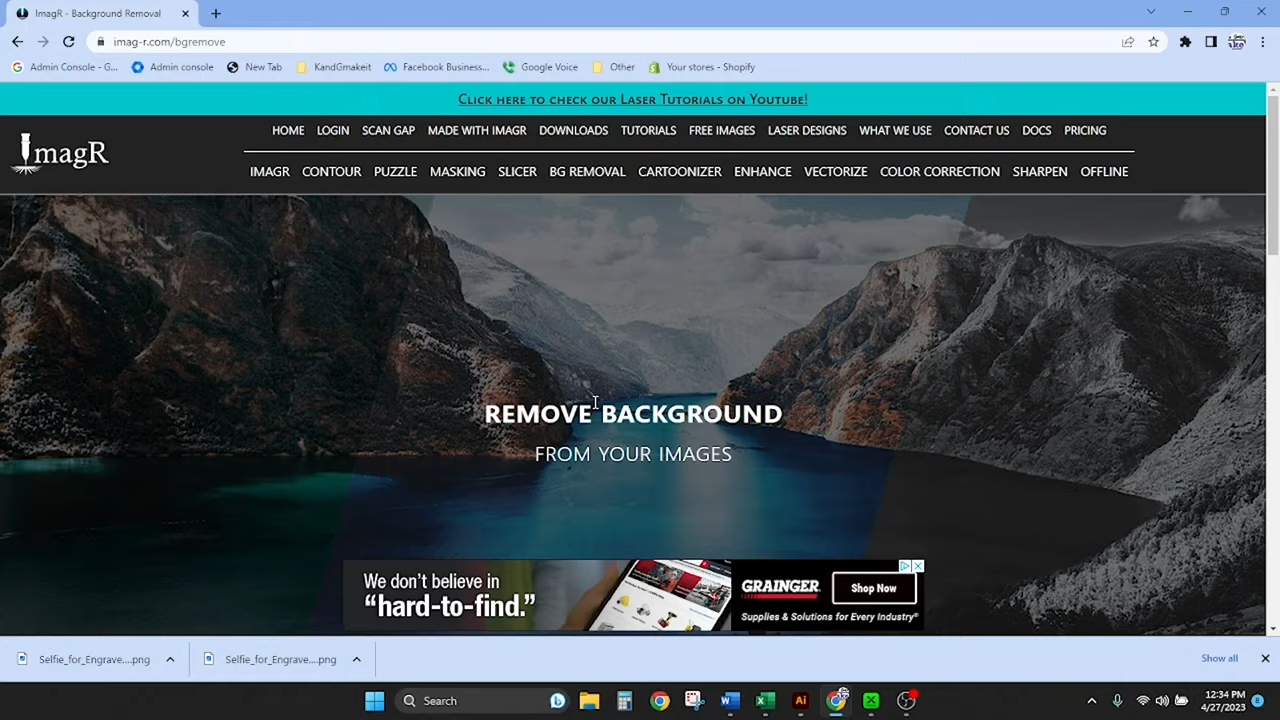 ImagR - Background Removal
imag-r.com/bgremove
Admin Console - G... Admin console New Tab KandGmakeit Facebook Business... Google Voice Other Your stores - Shopify
Click here to check our Laser Tutorials on Youtube!
ImagR
HOME LOGIN SCAN GAP MADE WITH IMAGR DOWNLOADS TUTORIALS FREE IMAGES LASER DESIGNS WHAT WE USE CONTACT US DOCS PRICING
IMAGR CONTOUR PUZZLE MASKING SLICER BG REMOVAL CARTOONIZER ENHANCE VECTORIZE COLOR CORRECTION SHARPEN OFFLINE
REMOVE BACKGROUND
FROM YOUR IMAGES
We don't believe in
“hard-to-find.”
GRAINGER
Shop Now
Supplies & Solutions for Every Industry®
Selfie_for_Engrave....png Selfie_for_Engrave....png Show all
Search
12:34 PM
4/27/2023